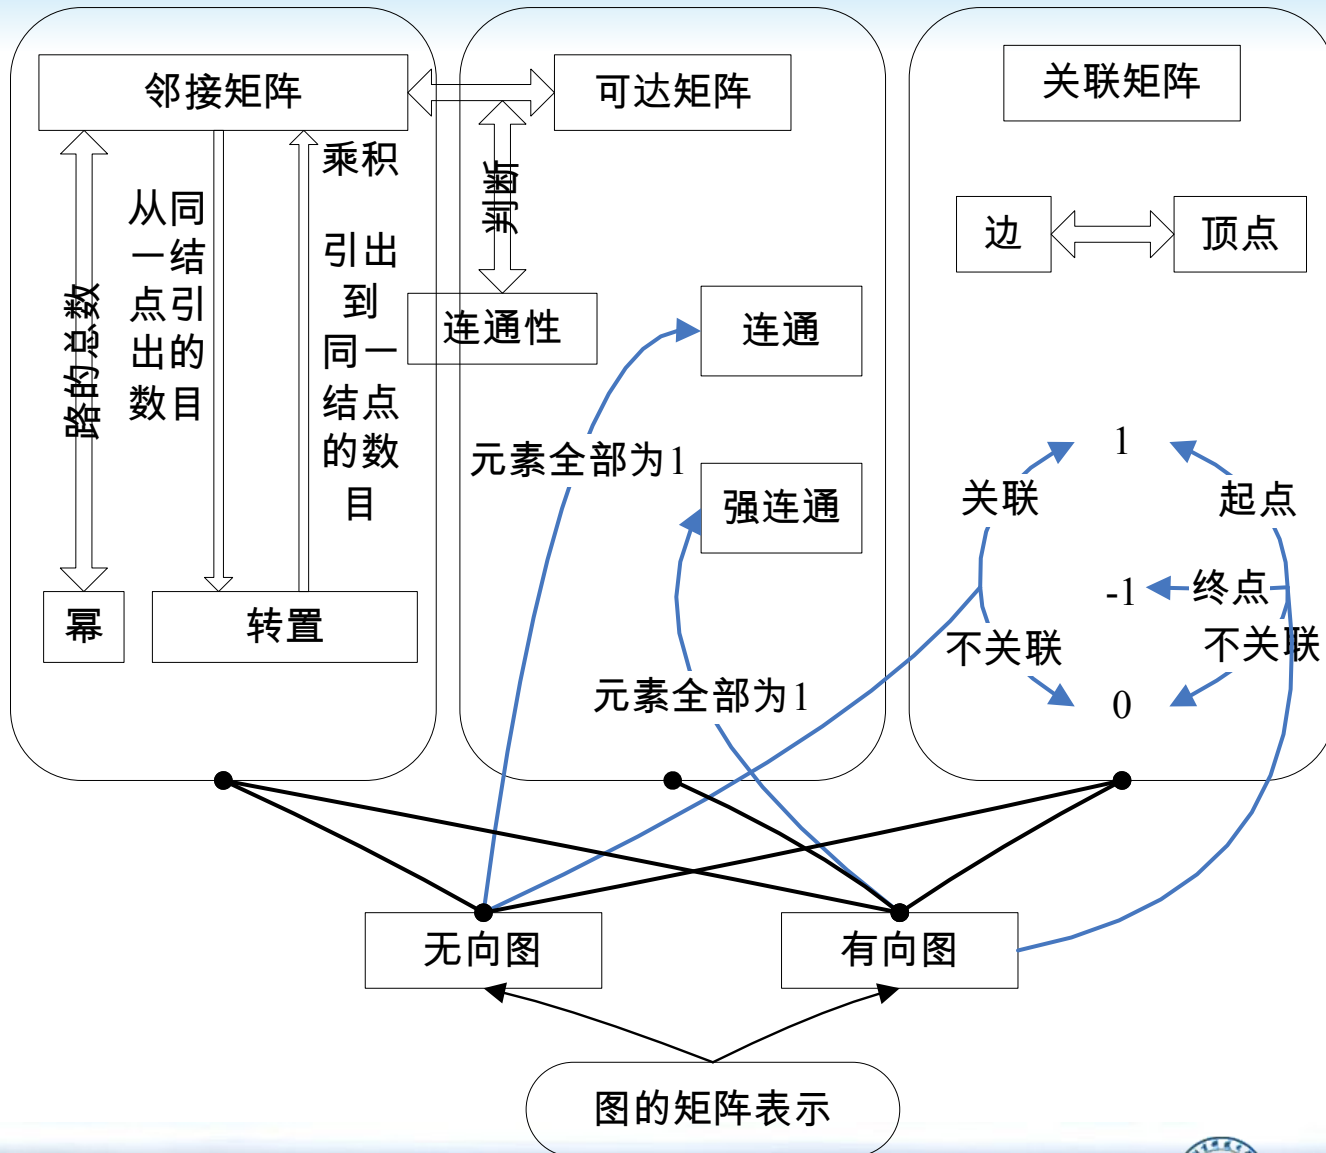 邻接矩阵
可达矩阵
关联矩阵
乘积
判断
从同
一结
点引
出的
数目
引出
到
同一
结点
的数
目
路的总数
边
顶点
连通性
连通
元素全部为1
强连通
1
关联
起点
-1
终点
幂
转置
不关联
不关联
元素全部为1
0
无向图
有向图
图的矩阵表示